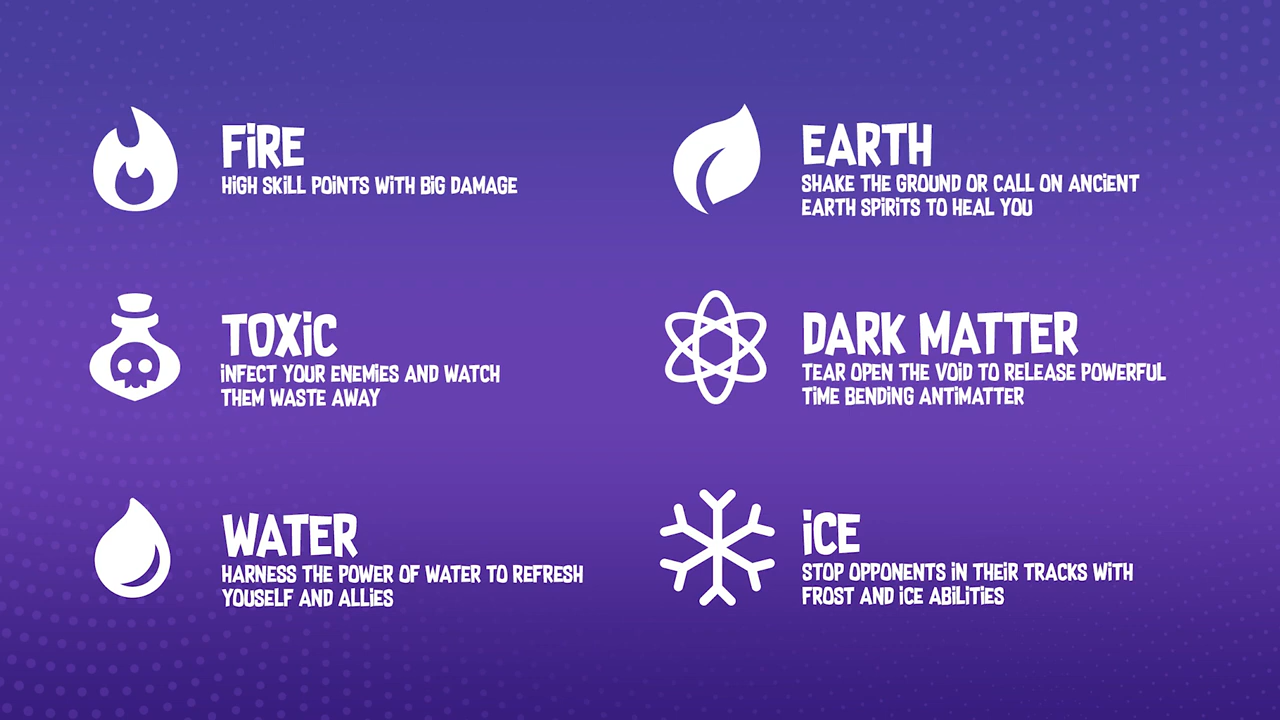 FiRE
HiGH SKiLL POiNTS WiTH BiG DAMAGE
EARTH
SHAKE THE GROUND OR CALL ON ANCiENT
EARTH SPiRiTS TO HEAL YOU
TOXiC
iNFECT YOUR ENEMiES AND WATCH
THEM WASTE AWAY
DARK MATTER
TEAR OPEN THE VOiD TO RELEASE POWERFUL
TiME BENDiNG ANTiMATTER
WATER
HARNESS THE POWER OF WATER TO REFRESH
YOUSELF AND ALLiES
iCE
STOP OPPONENTS iN THEiR TRACKS WiTH
FROST AND iCE ABiLiTiES